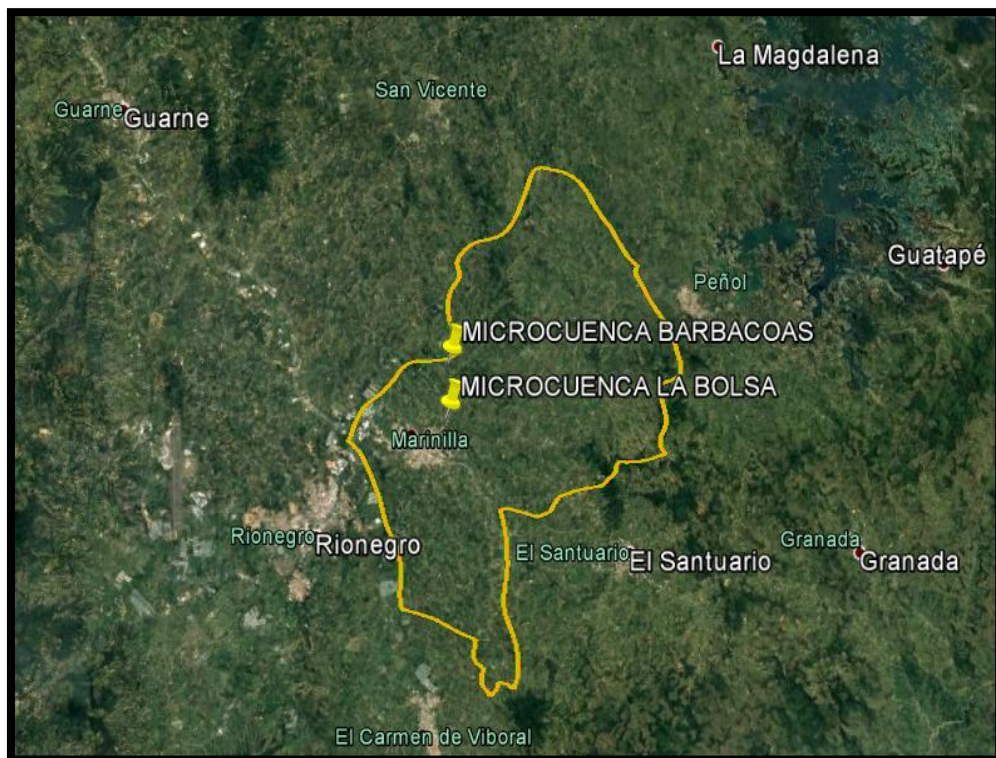 La Magdalena
San Vicente
Guarne Guarne
Guatapé
Peñol
MICROCUENCA BARBACOAS
MICROCUENCA LA BOLSA
Marinilla
Rionegro Rionegro
El Santuario El Santuario
Granada Granada
El Carmen de Viboral